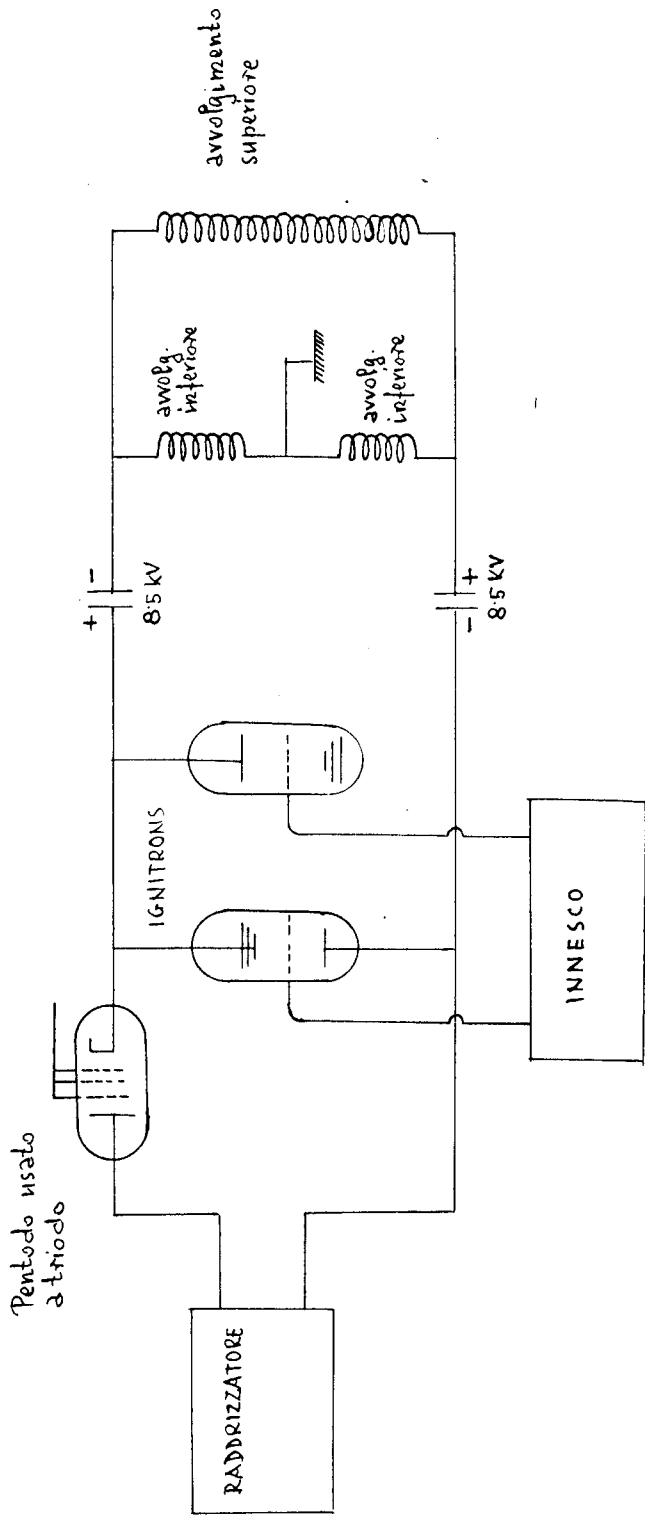 Pentodo usato
a triodo
RADDRIZZATORE
IGNITRONS
INNESCO
+
-
8.5 KV
-
+
8.5 KV
avvolg.
inferiore
avvolg.
inferiore
avvolgimento
superiore